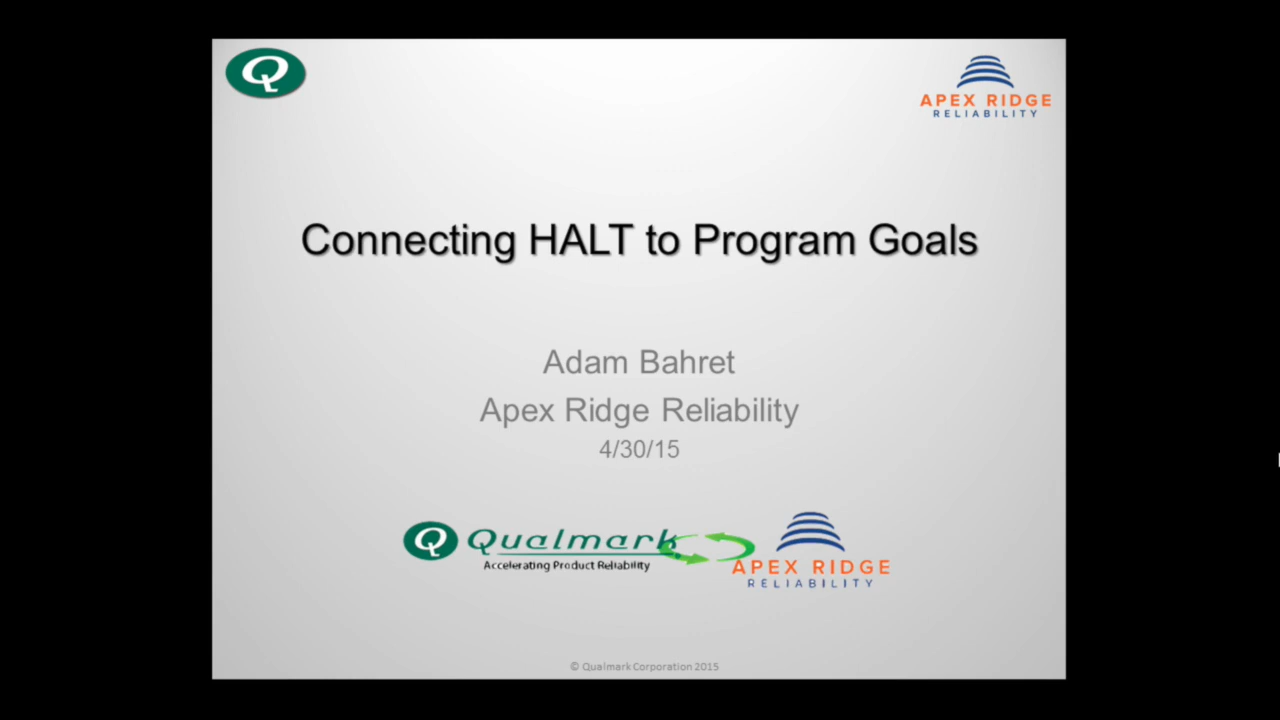 Q
APEX RIDGE
RELIABILITY
Connecting HALT to Program Goals
Adam Bahret
Apex Ridge Reliability
4/30/15
Q Qualmark
Accelerating Product Reliability
APEX RIDGE
RELIABILITY
© Qualmark Corporation 2015